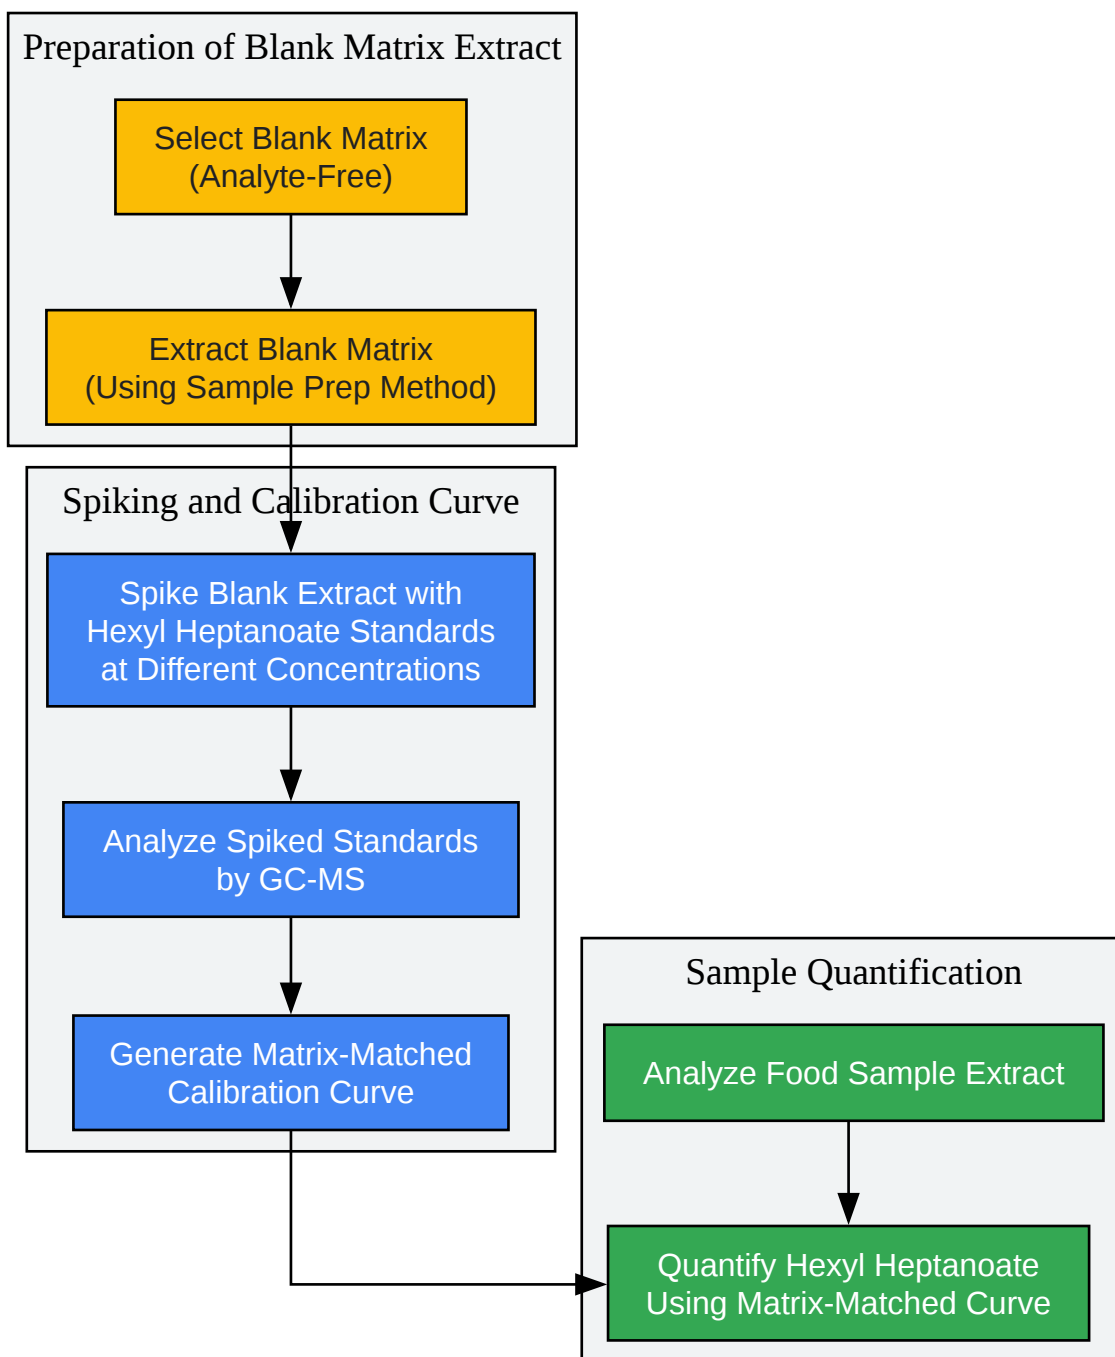 Preparation of Blank Matrix Extract
Select Blank Matrix
(Analyte-Free)
Extract Blank Matrix
(Using Sample Prep Method)
Spiking and Calibration Curve
Spike Blank Extract with
Hexyl Heptanoate Standards
at Different Concentrations
Analyze Spiked Standards
by GC-MS
Generate Matrix-Matched
Calibration Curve
Sample Quantification
Analyze Food Sample Extract
Quantify Hexyl Heptanoate
Using Matrix-Matched Curve